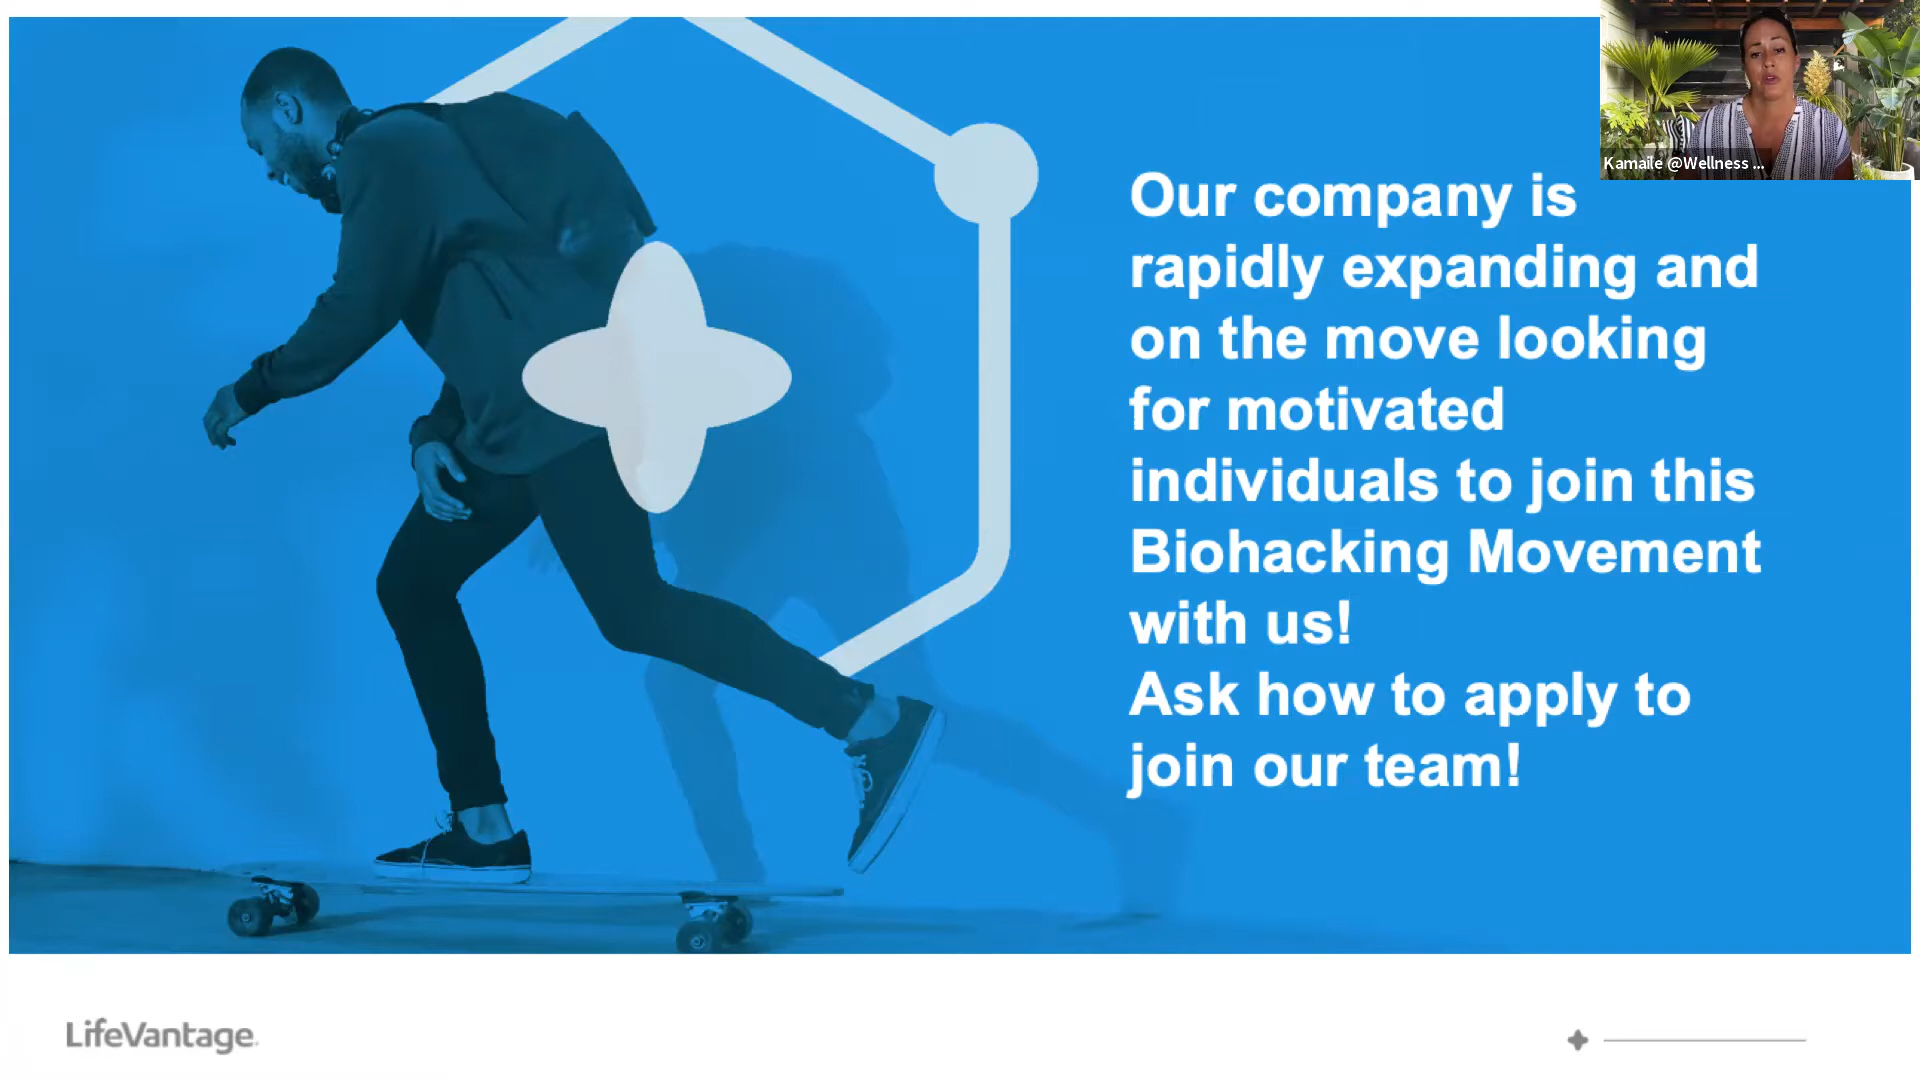 Kamaile @Wellness ...
Our company is
rapidly expanding and
on the move looking
for motivated
individuals to join this
Biohacking Movement
with us!
Ask how to apply to
join our team!
LifeVantage